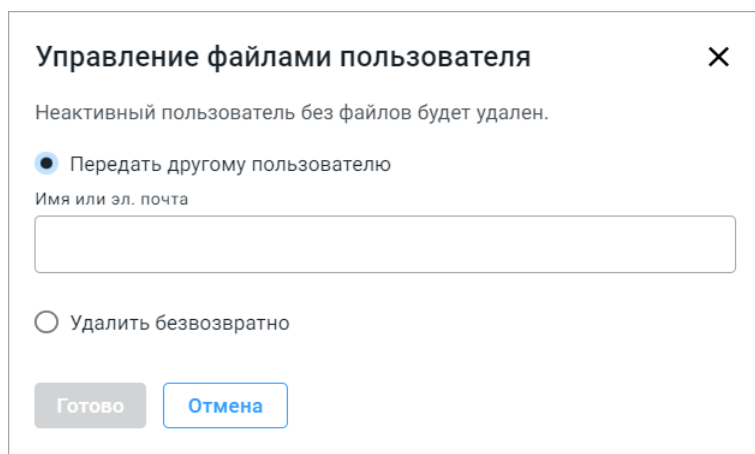 Управление файлами пользователя
Неактивный пользователь без файлов будет удален.
Передать другому пользователю
Имя или эл. почта
Удалить безвозвратно
Готово
Отмена